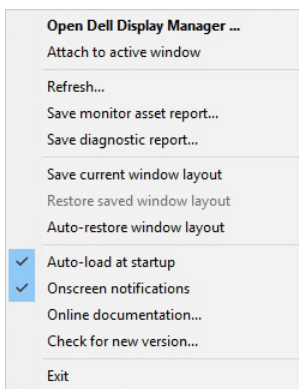 Open Dell Display Manager ...
Attach to active window
Refresh...
Save monitor asset report...
Save diagnostic report...
Save current window layout
Restore saved window layout
Auto-restore window layout
Auto-load at startup
Onscreen notifications
Online documentation...
Check for new version...
Exit